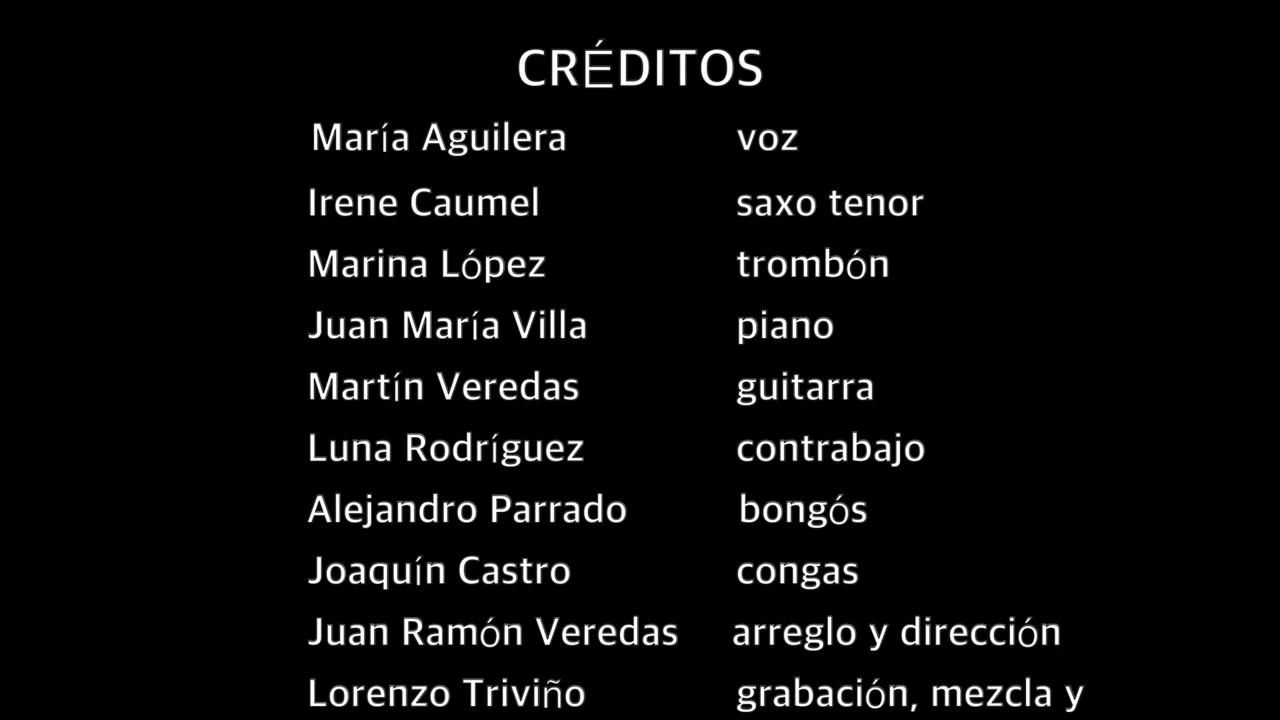 CRÉDITOS
María Aguilera voz
Irene Caumel saxo tenor
Marina López trombón
Juan María Villa piano
Martín Veredas guitarra
Luna Rodríguez contrabajo
Alejandro Parrado bongós
Joaquín Castro congas
Juan Ramón Veredas arreglo y dirección
Lorenzo Triviño grabación, mezcla y